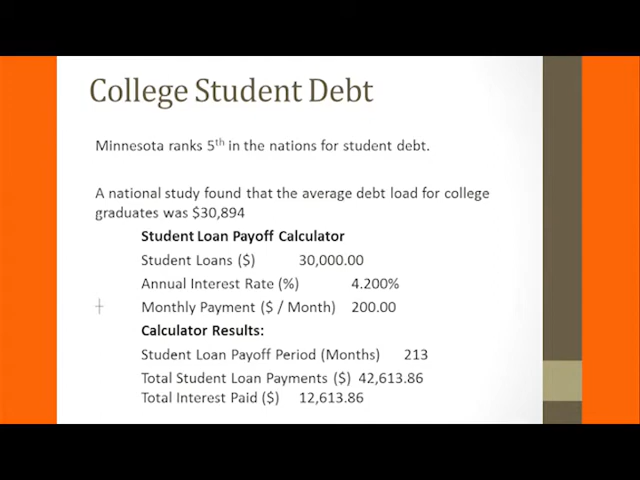 College Student Debt
Minnesota ranks 5th in the nations for student debt.
A national study found that the average debt load for college
graduates was $30,894
Student Loan Payoff Calculator
Student Loans ($) 30,000.00
Annual Interest Rate (%) 4.200%
Monthly Payment ($ / Month) 200.00
Calculator Results:
Student Loan Payoff Period (Months) 213
Total Student Loan Payments ($) 42,613.86
Total Interest Paid ($) 12,613.86